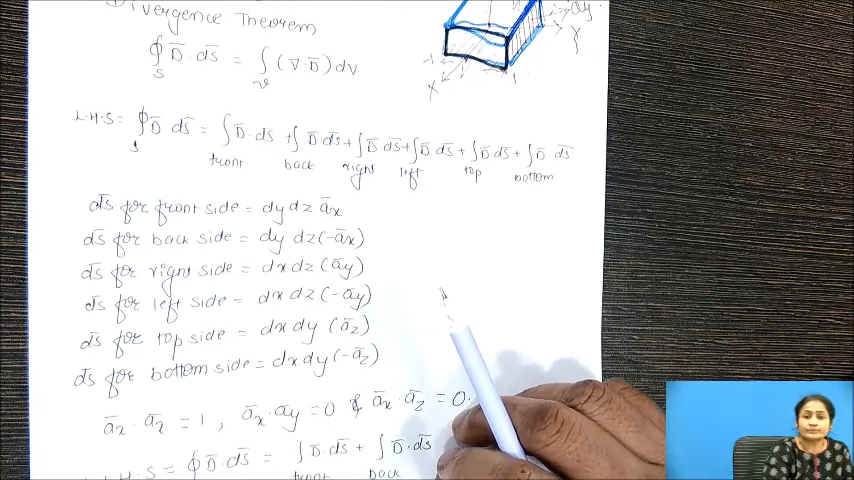 Divergence Theorem
∮ D̄ · ds̄ = ∫ (∇ · D̄) dv
S v
ay
Y
-1
X
1
L.H.S = ∮ D̄ ds̄ = ∫ D̄ · ds̄ + ∫ D̄ ds̄ + ∫ D̄ ds̄ + ∫ D̄ ds̄ + ∫ D̄ · ds̄ + ∫ D̄ ds̄
s front back right left top bottom
ds̄ for front side = dy dz āx
ds̄ for back side = dy dz (-āx)
ds̄ for right side = dx dz (āy)
ds̄ for left side = dx dz (-āy)
ds̄ for top side = dx dy (āz)
ds̄ for bottom side = dx dy (-āz)
āx · āx = 1 , āx · āy = 0 & āx · āz = 0.
L.H.S = ∮ D̄ · ds̄ = ∫ D̄ · ds̄ + ∫ D̄ · ds̄
front back